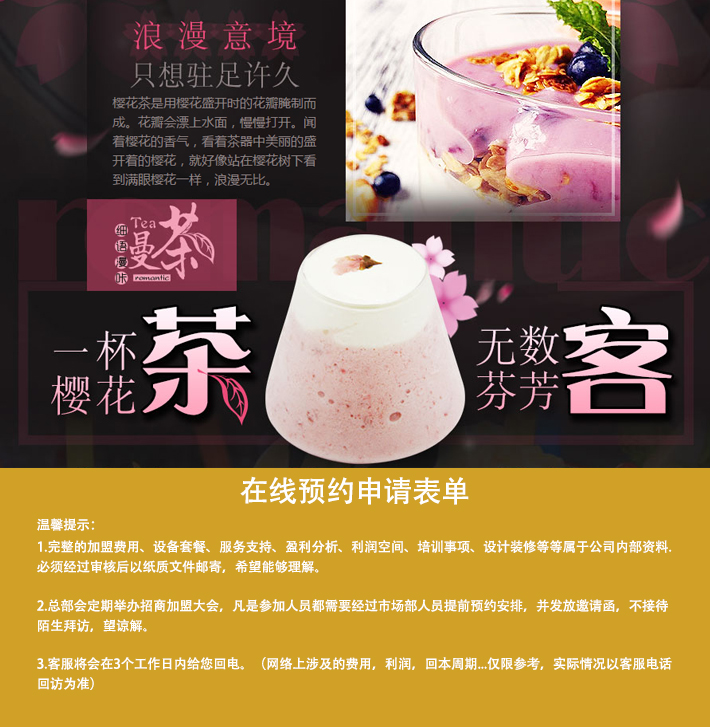 浪漫意境
只想驻足许久
樱花茶是用樱花盛开时的花瓣腌制而
成。花瓣会漂上水面，慢慢打开。闻
着樱花的香气，看着茶器中美丽的盛
开着的樱花，就好像站在樱花树下看
到满眼樱花一样，浪漫无比。
romantic
Tea
细语曼咔
曼茶
romantic
一杯
樱花
茶
无数
芬芳
客
在线预约申请表单
温馨提示：
1.完整的加盟费用、设备套餐、服务支持、盈利分析、利润空间、培训事项、设计装修等等属于公司内部资料.
必须经过审核后以纸质文件邮寄，希望能够理解。
2.总部会定期举办招商加盟大会，凡是参加人员都需要经过市场部人员提前预约安排，并发放邀请函，不接待
陌生拜访，望谅解。
3.客服将会在3个工作日内给您回电。（网络上涉及的费用，利润，回本周期...仅限参考，实际情况以客服电话
回访为准）